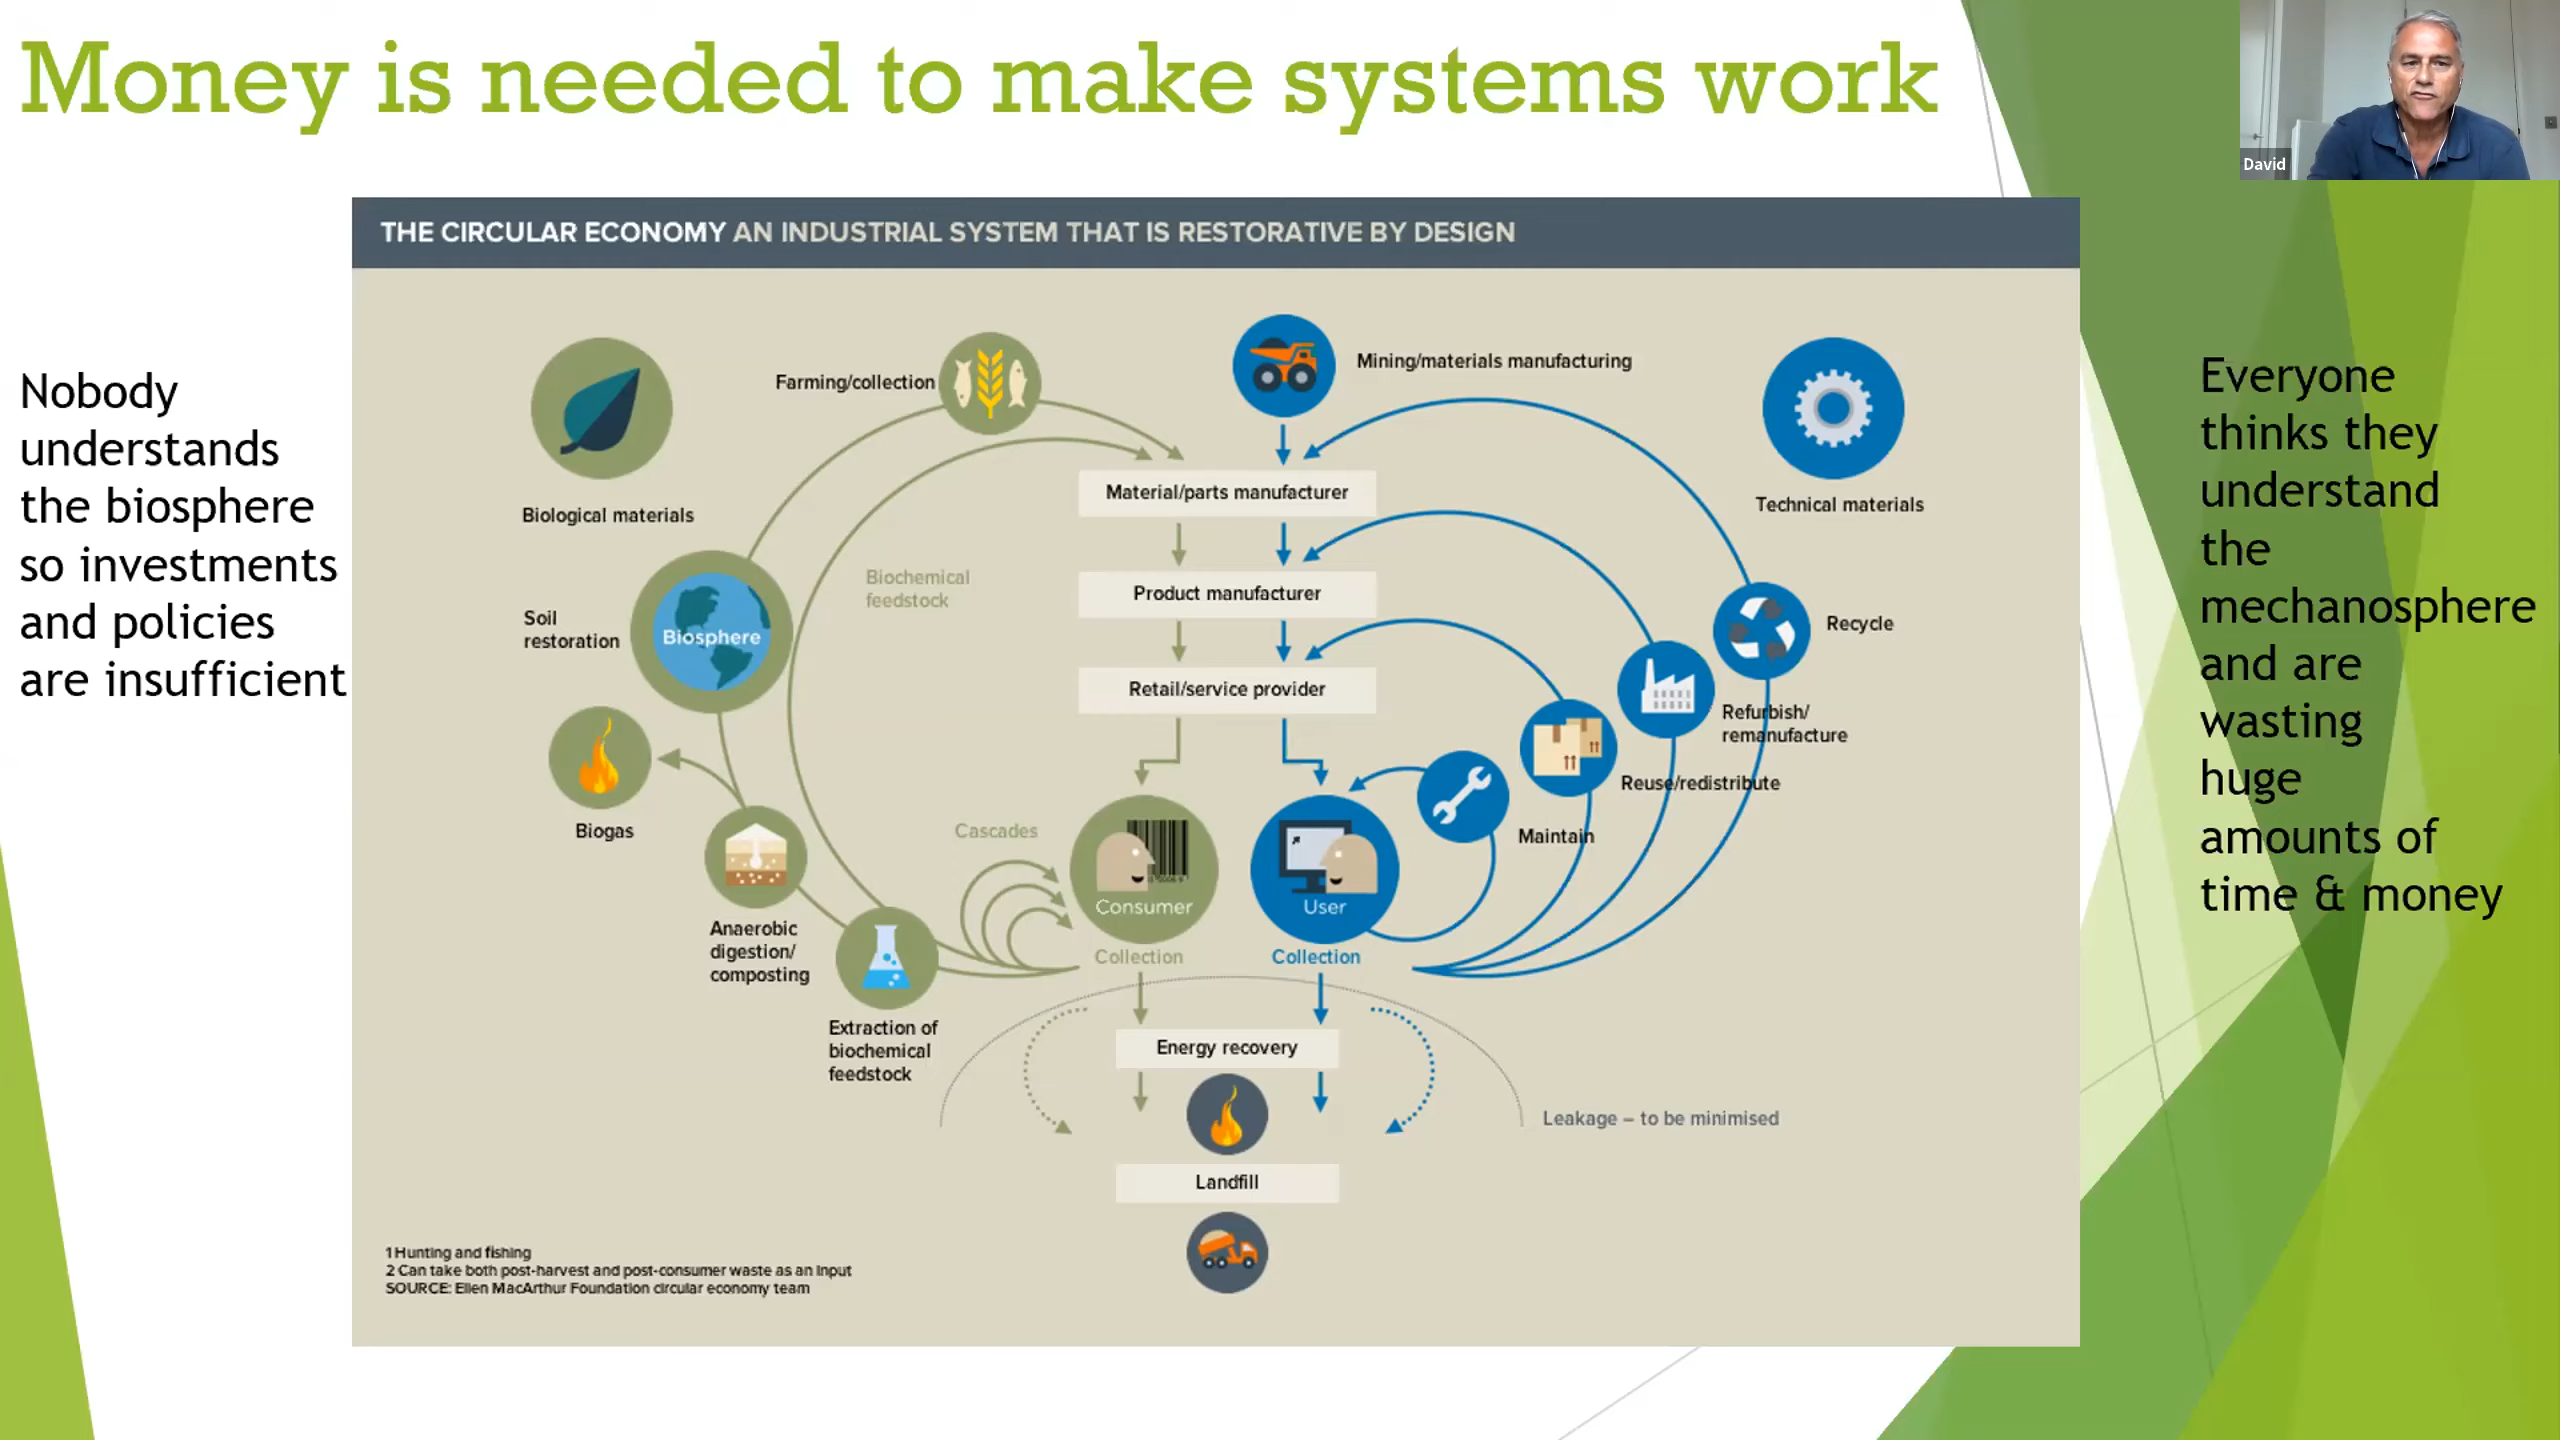 Money is needed to make systems work
David
THE CIRCULAR ECONOMY AN INDUSTRIAL SYSTEM THAT IS RESTORATIVE BY DESIGN
Nobody
understands
the biosphere
so investments
and policies
are insufficient
Everyone
thinks they
understand
the
mechanosphere
and are
wasting
huge
amounts of
time & money
Farming/collection
Mining/materials manufacturing
Biological materials
Technical materials
Material/parts manufacturer
Biochemical
feedstock
Product manufacturer
Soil
restoration
Biosphere
Recycle
Retail/service provider
Refurbish/
remanufacture
Reuse/redistribute
Biogas
Cascades
Maintain
Consumer
User
Anaerobic
digestion/
composting
Collection
Collection
Extraction of
biochemical
feedstock
Energy recovery
Leakage – to be minimised
Landfill
1 Hunting and fishing
2 Can take both post-harvest and post-consumer waste as an input
SOURCE: Ellen MacArthur Foundation circular economy team